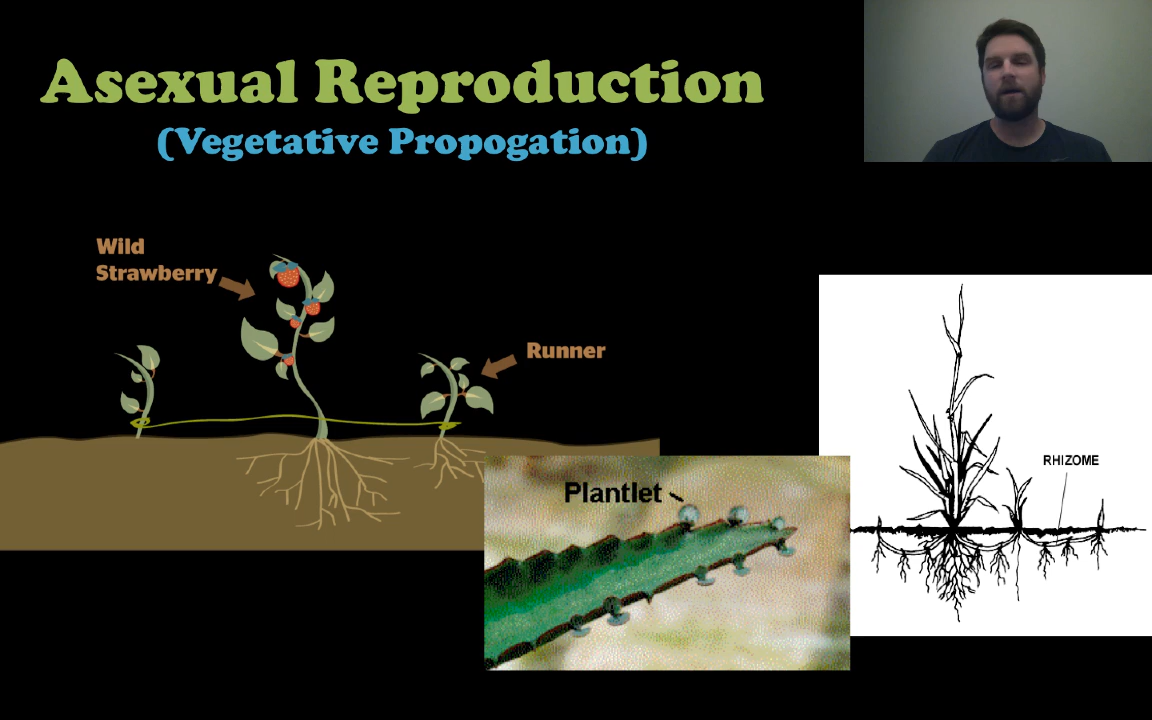 Asexual Reproduction
(Vegetative Propogation)
Wild
Strawberry
Runner
Plantlet
RHIZOME